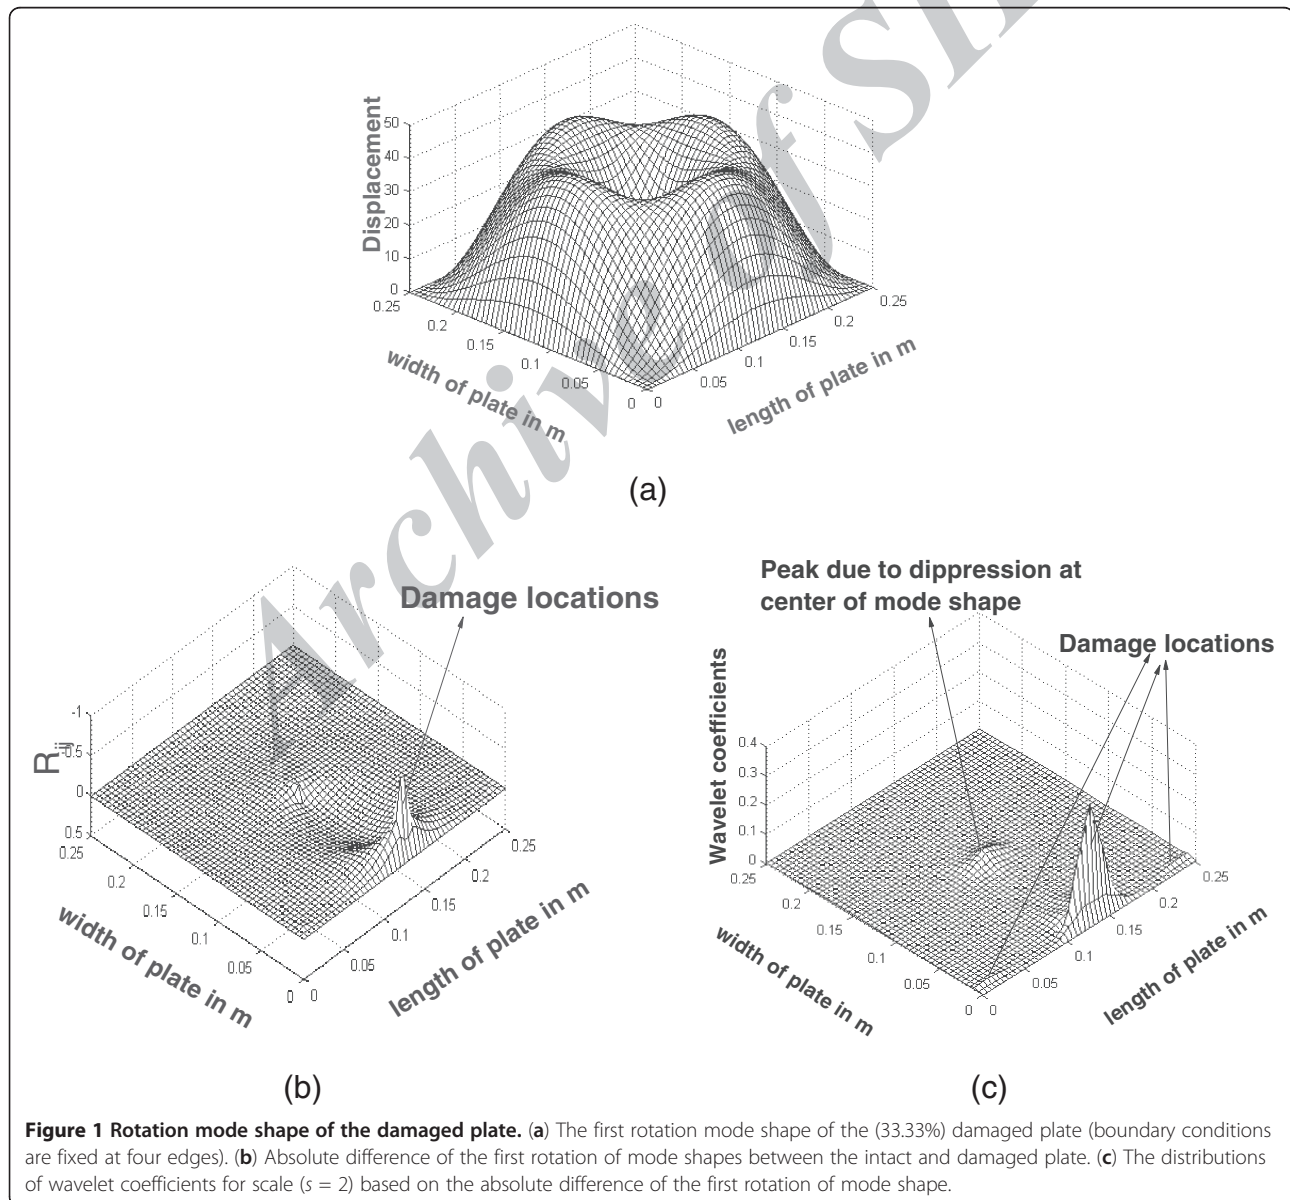 Archive of SI
50
40
30
20
10
0
Displacement
0.25
0.2
0.15
0.1
0.05
0
width of plate in m
0
0.05
0.1
0.15
0.2
0.25
length of plate in m
(a)
Damage locations
-1
-0.5
0
0.5
Rij
0.25
0.2
0.15
0.1
0.05
0
width of plate in m
0
0.05
0.1
0.15
0.2
0.25
length of plate in m
(b)
Peak due to dippression at
center of mode shape
Damage locations
0.4
0.3
0.2
0.1
0
Wavelet coefficients
0.25
0.2
0.15
0.1
0.05
0
width of plate in m
0
0.05
0.1
0.15
0.2
0.25
length of plate in m
(c)
Figure 1 Rotation mode shape of the damaged plate. (a) The first rotation mode shape of the (33.33%) damaged plate (boundary conditions
are fixed at four edges). (b) Absolute difference of the first rotation of mode shapes between the intact and damaged plate. (c) The distributions
of wavelet coefficients for scale (s = 2) based on the absolute difference of the first rotation of mode shape.